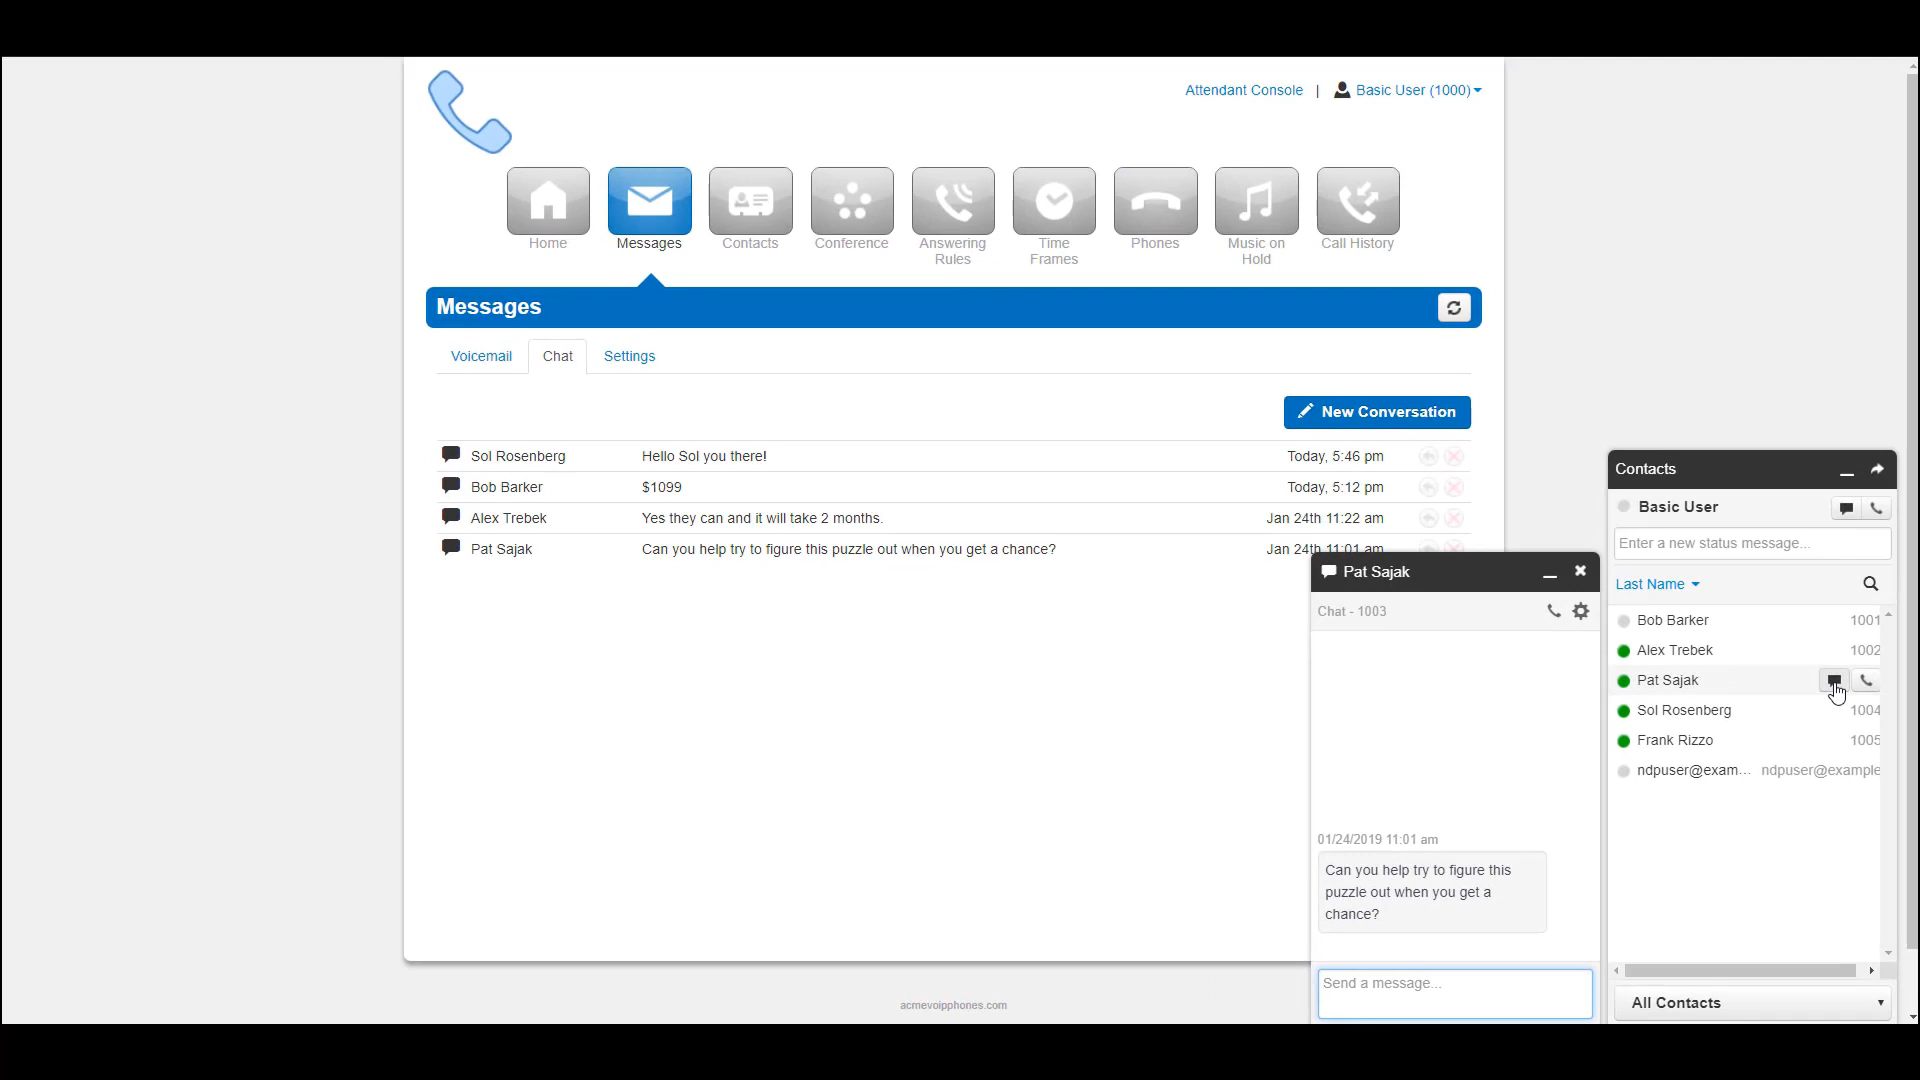 Attendant Console | Basic User (1000)
Home
Messages
Contacts
Conference
Answering
Rules
Time
Frames
Phones
Music on
Hold
Call History
Messages
Voicemail
Chat
Settings
New Conversation
Sol Rosenberg Hello Sol you there! Today, 5:46 pm
Bob Barker $1099 Today, 5:12 pm
Alex Trebek Yes they can and it will take 2 months. Jan 24th 11:22 am
Pat Sajak Can you help try to figure this puzzle out when you get a chance? Jan 24th 11:01 am
Pat Sajak
Chat - 1003
01/24/2019 11:01 am
Can you help try to figure this
puzzle out when you get a
chance?
Send a message...
Contacts
Basic User
Enter a new status message...
Last Name
Bob Barker 1001
Alex Trebek 1002
Pat Sajak
Sol Rosenberg 1004
Frank Rizzo 1005
ndpuser@exam... ndpuser@example
All Contacts
acmevoipphones.com